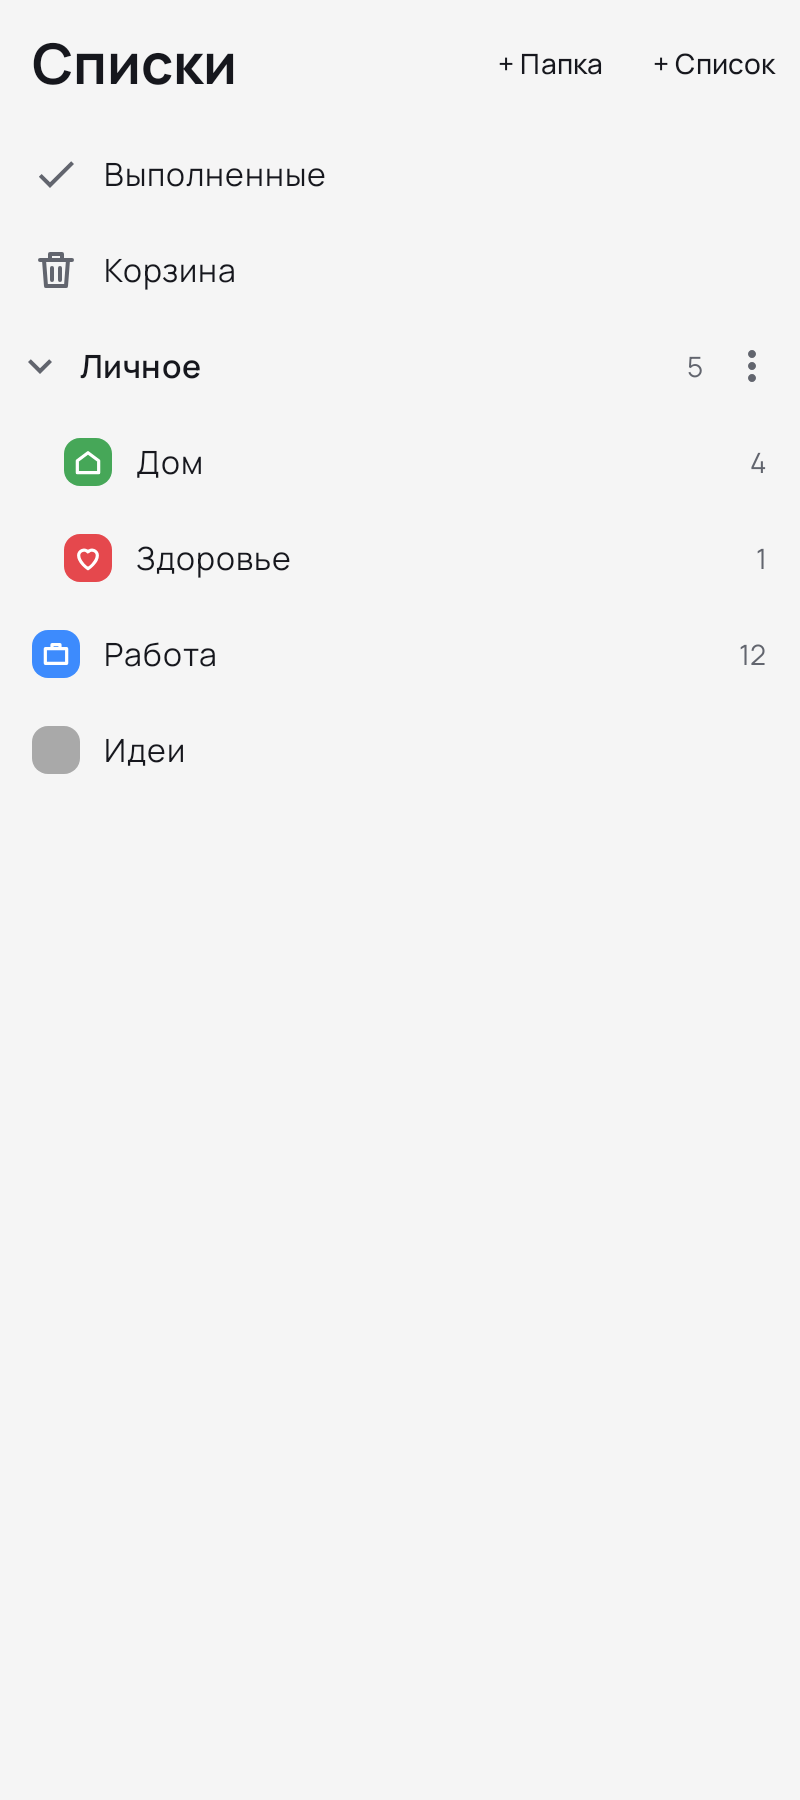 Списки + Папка + Список
Выполненные
Корзина
Личное 5
Дом 4
Здоровье 1
Работа 12
Идеи